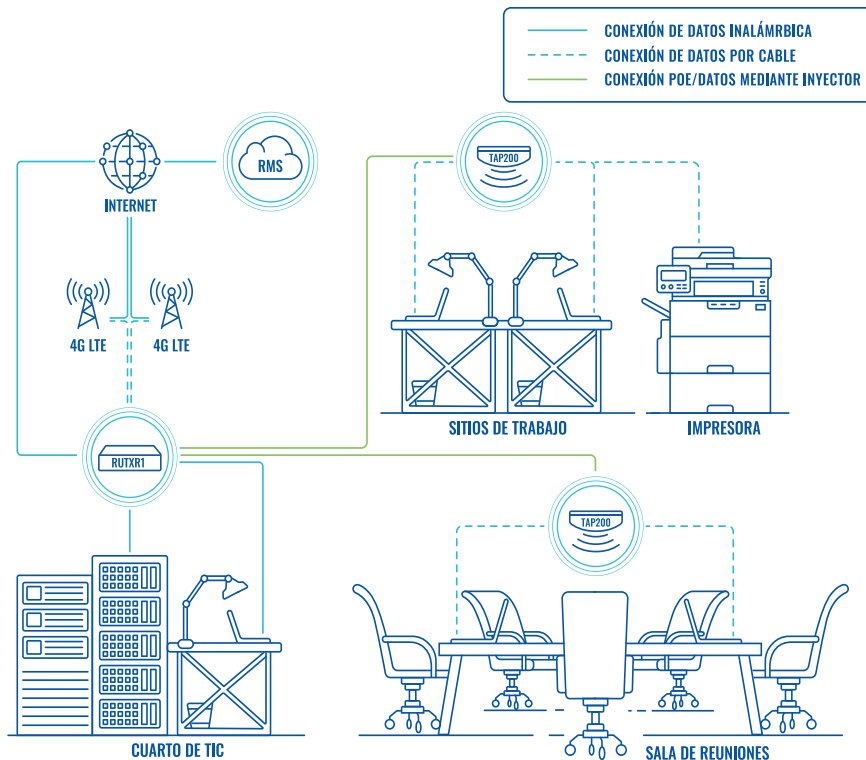 CONEXIÓN DE DATOS INALÁMRBICA
CONEXIÓN DE DATOS POR CABLE
CONEXIÓN POE/DATOS MEDIANTE INYECTOR
RMS
TAP200
INTERNET
4G LTE
4G LTE
SITIOS DE TRABAJO
IMPRESORA
RUTXR1
TAP200
CUARTO DE TIC
SALA DE REUNIONES